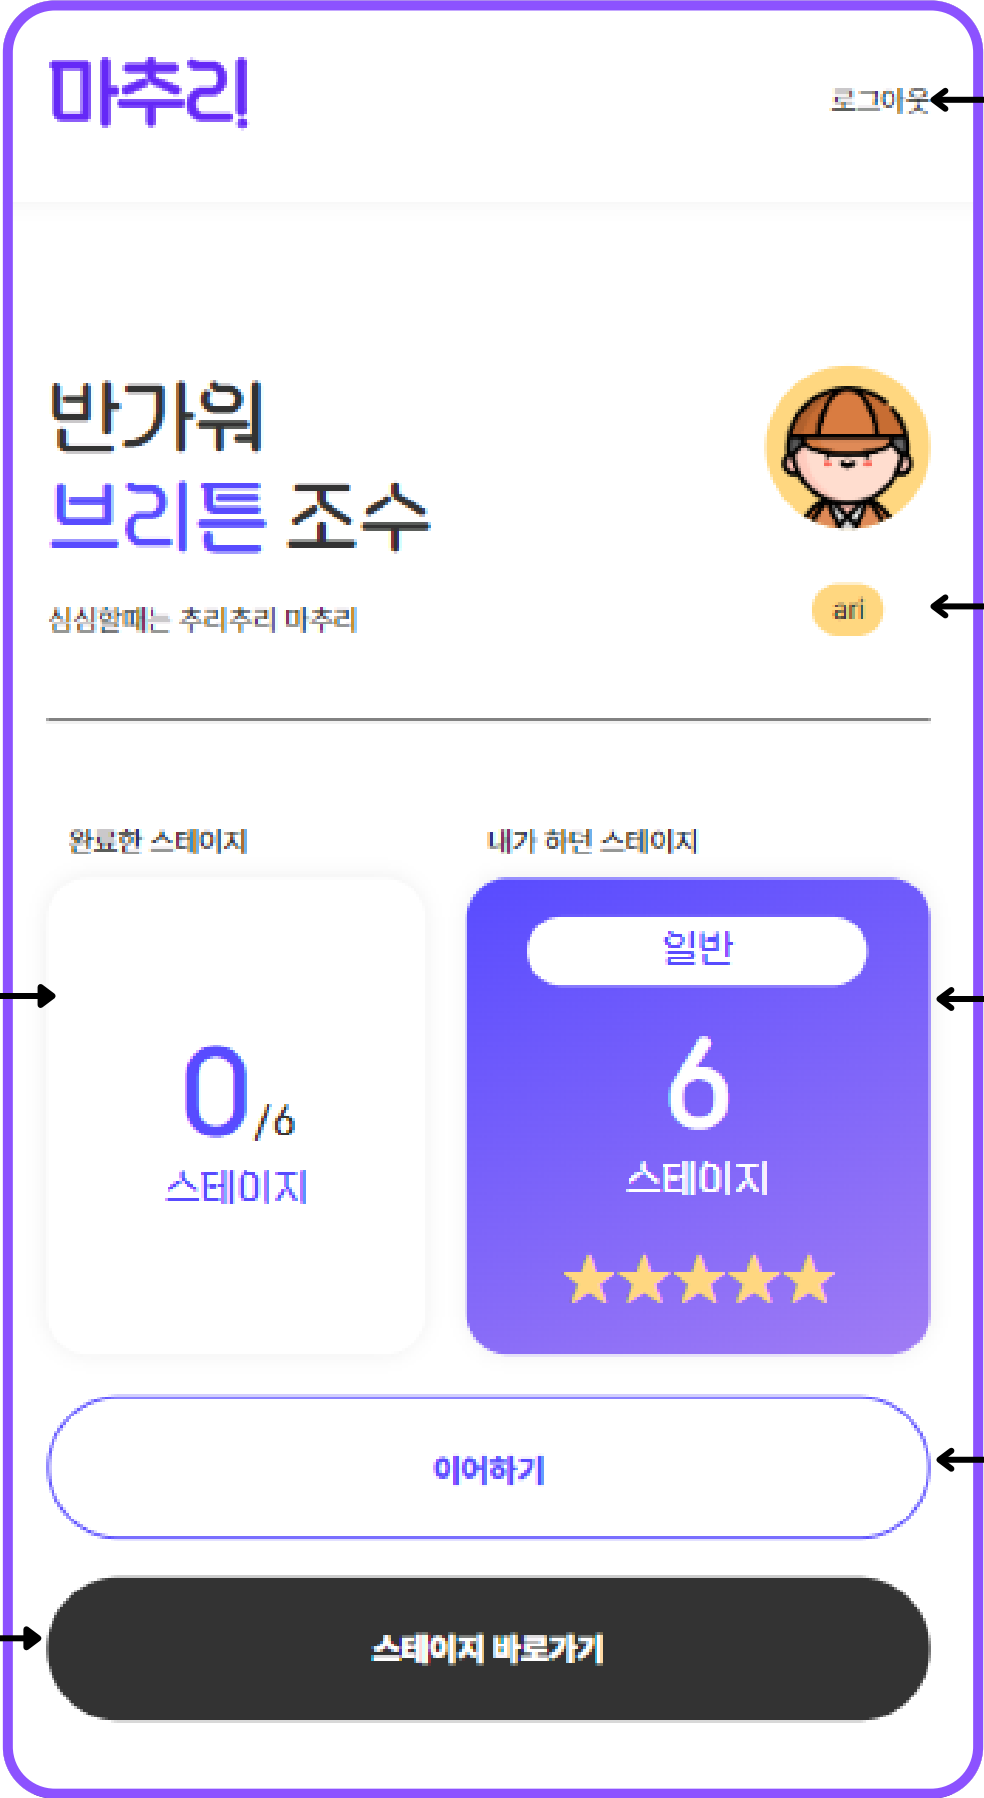 마추리!
로그아웃
반가워
브리튼 조수
심심할때는 추리추리 마추리
ari
완료한 스테이지
내가 하던 스테이지
0/6
스테이지
일반
6
스테이지
이어하기
스테이지 바로가기